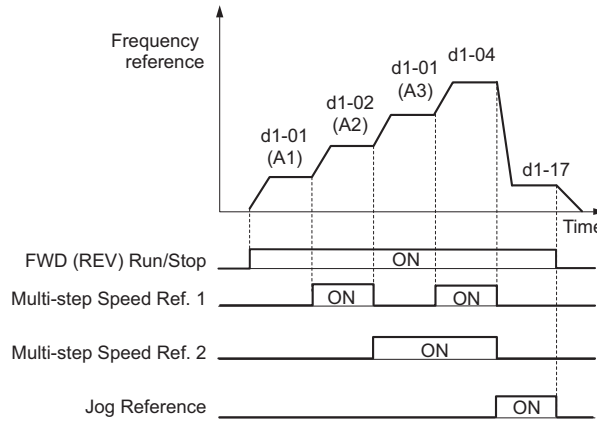 Frequency
reference
d1-01
(A1)
d1-02
(A2)
d1-01
(A3)
d1-04
d1-17
Time
FWD (REV) Run/Stop
ON
Multi-step Speed Ref. 1
ON
ON
Multi-step Speed Ref. 2
ON
Jog Reference
ON